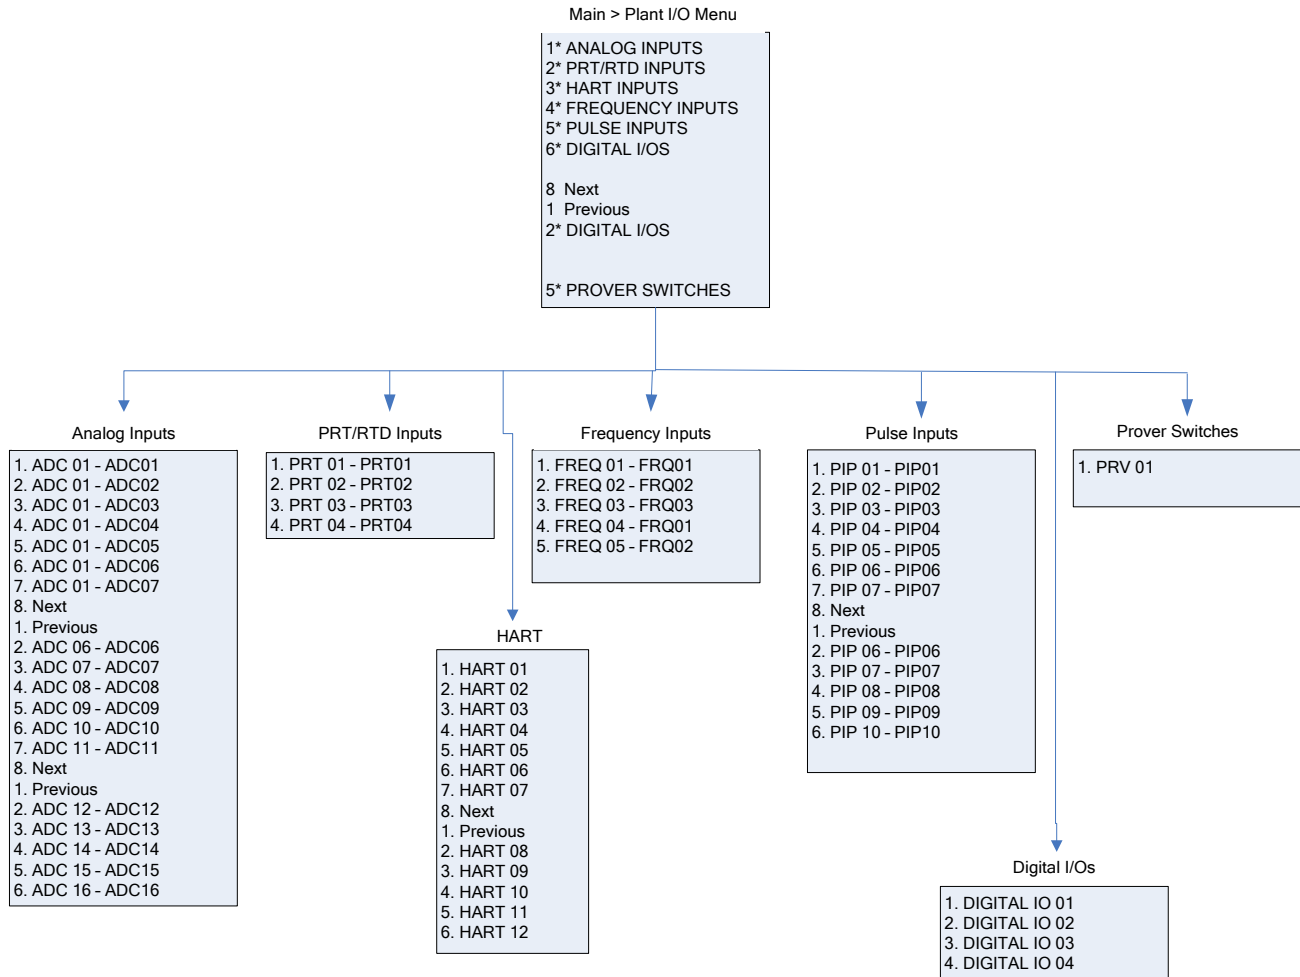 Main > Plant I/O Menu
1* ANALOG INPUTS
2* PRT/RTD INPUTS
3* HART INPUTS
4* FREQUENCY INPUTS
5* PULSE INPUTS
6* DIGITAL I/OS
8 Next
1 Previous
2* DIGITAL I/OS
5* PROVER SWITCHES
Analog Inputs
1. ADC 01 - ADC01
2. ADC 01 - ADC02
3. ADC 01 - ADC03
4. ADC 01 - ADC04
5. ADC 01 - ADC05
6. ADC 01 - ADC06
7. ADC 01 - ADC07
8. Next
1. Previous
2. ADC 06 - ADC06
3. ADC 07 - ADC07
4. ADC 08 - ADC08
5. ADC 09 - ADC09
6. ADC 10 - ADC10
7. ADC 11 - ADC11
8. Next
1. Previous
2. ADC 12 - ADC12
3. ADC 13 - ADC13
4. ADC 14 - ADC14
5. ADC 15 - ADC15
6. ADC 16 - ADC16
PRT/RTD Inputs
1. PRT 01 - PRT01
2. PRT 02 - PRT02
3. PRT 03 - PRT03
4. PRT 04 - PRT04
HART
1. HART 01
2. HART 02
3. HART 03
4. HART 04
5. HART 05
6. HART 06
7. HART 07
8. Next
1. Previous
2. HART 08
3. HART 09
4. HART 10
5. HART 11
6. HART 12
Frequency Inputs
1. FREQ 01 - FRQ01
2. FREQ 02 - FRQ02
3. FREQ 03 - FRQ03
4. FREQ 04 - FRQ01
5. FREQ 05 - FRQ02
Pulse Inputs
1. PIP 01 - PIP01
2. PIP 02 - PIP02
3. PIP 03 - PIP03
4. PIP 04 - PIP04
5. PIP 05 - PIP05
6. PIP 06 - PIP06
7. PIP 07 - PIP07
8. Next
1. Previous
2. PIP 06 - PIP06
3. PIP 07 - PIP07
4. PIP 08 - PIP08
5. PIP 09 - PIP09
6. PIP 10 - PIP10
Digital I/Os
1. DIGITAL IO 01
2. DIGITAL IO 02
3. DIGITAL IO 03
4. DIGITAL IO 04
Prover Switches
1. PRV 01